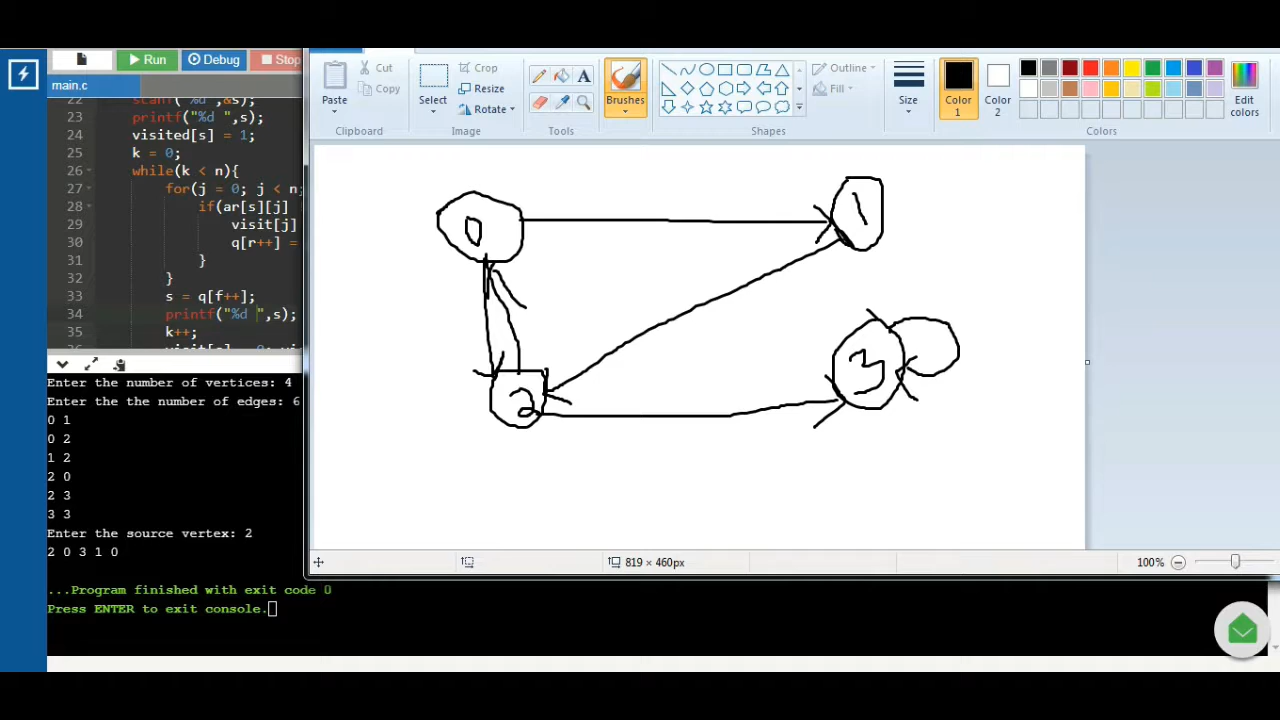 Run
Debug
Stop
main.c
22 scanf("%d",&s);
23 printf("%d ",s);
24 visited[s] = 1;
25 k = 0;
26 while(k < n){
27 for(j = 0; j < n;
28 if(ar[s][j]
29 visit[j]
30 q[r++] =
31 }
32 }
33 s = q[f++];
34 printf("%d ",s);
35 k++;
Enter the number of vertices: 4
Enter the the number of edges: 6
0 1
0 2
1 2
2 0
2 3
3 3
Enter the source vertex: 2
2 0 3 1 0
...Program finished with exit code 0
Press ENTER to exit console.
Paste
Cut
Copy
Clipboard
Select
Crop
Resize
Rotate
Image
A
Tools
Brushes
Shapes
Outline
Fill
Size
Color 1
Color 2
Edit colors
Colors
0
1
2
3
819 × 460px
100%